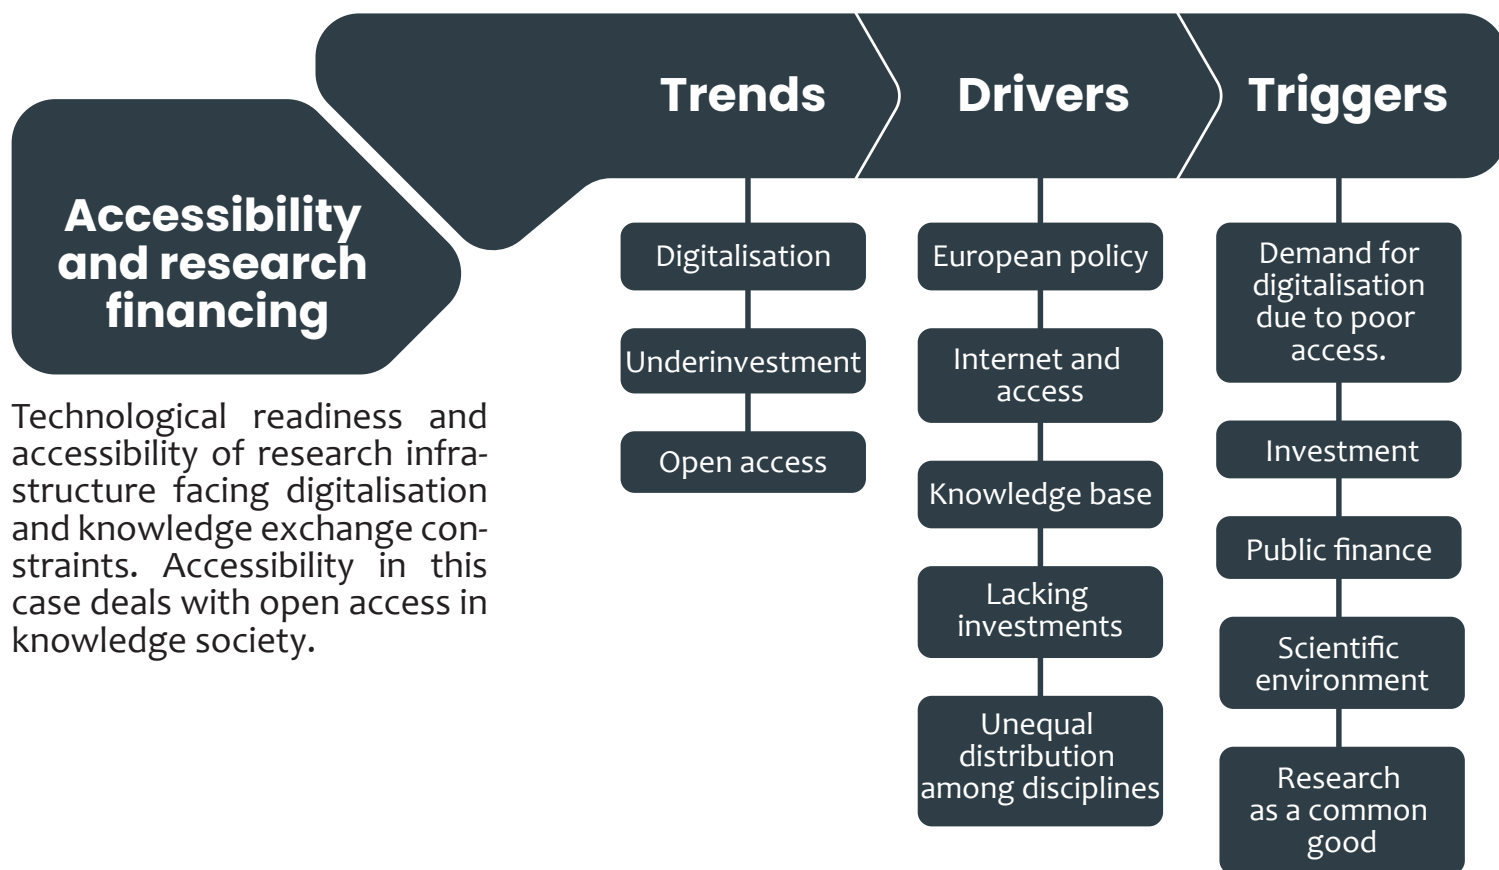 Accessibility
and research
financing
Technological readiness and
accessibility of research infra-
structure facing digitalisation
and knowledge exchange con-
straints. Accessibility in this
case deals with open access in
knowledge society.
Trends
Digitalisation
Underinvestment
Open access
Drivers
European policy
Internet and
access
Knowledge base
Lacking
investments
Unequal
distribution
among disciplines
Triggers
Demand for
digitalisation
due to poor
access.
Investment
Public finance
Scientific
environment
Research
as a common
good